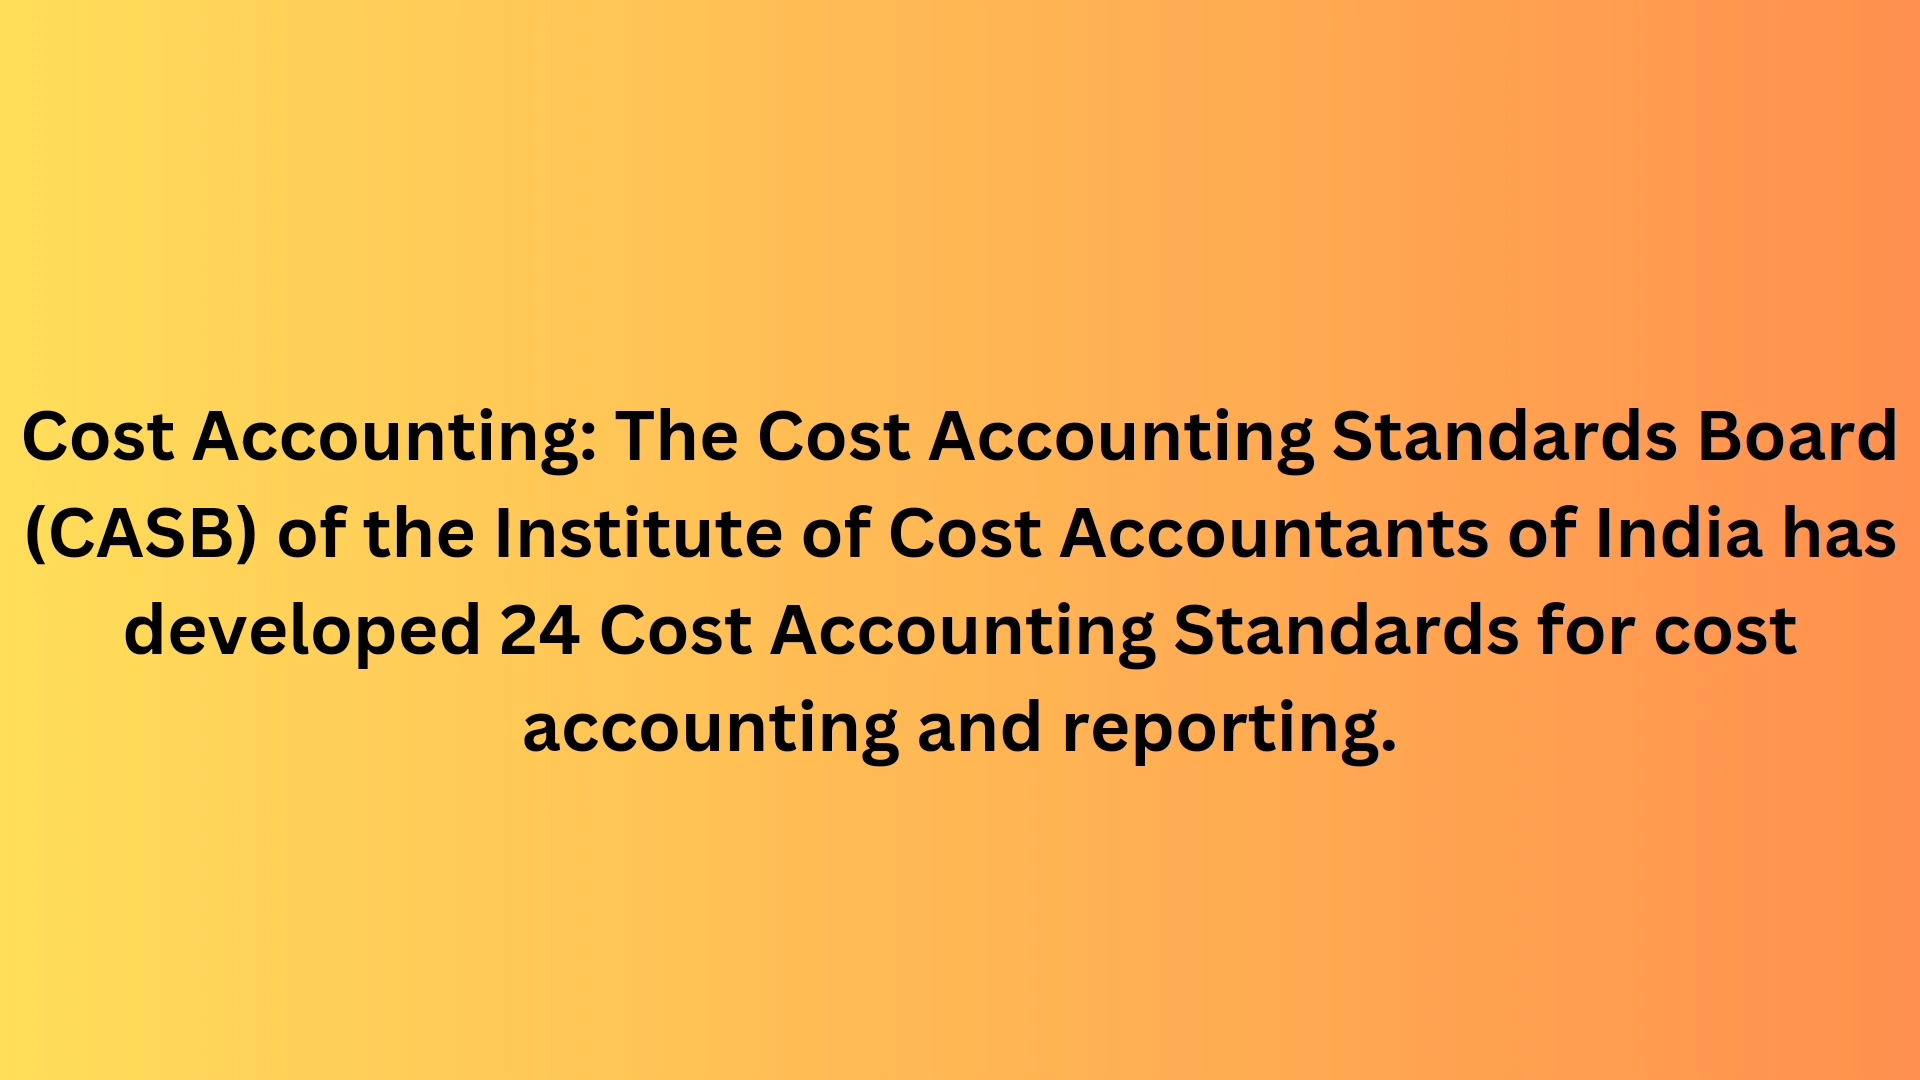 Cost Accounting: The Cost Accounting Standards Board
(CASB) of the Institute of Cost Accountants of India has
developed 24 Cost Accounting Standards for cost
accounting and reporting.